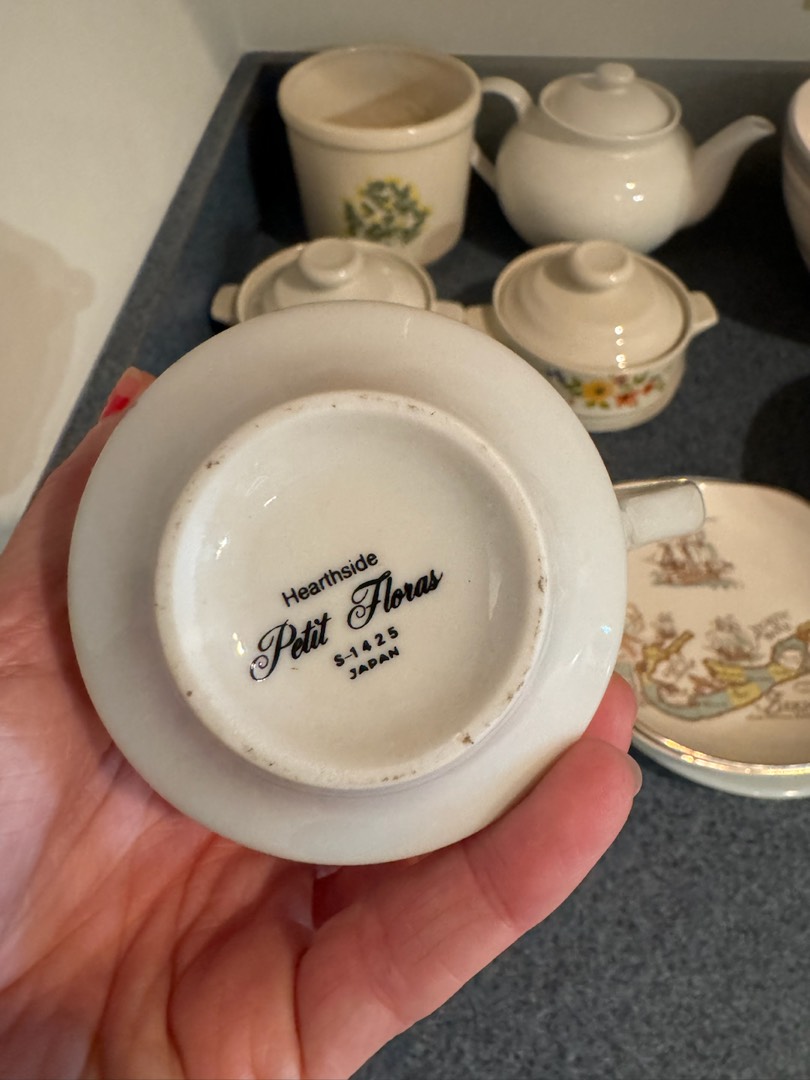 Hearthside
Petit Floras
S-1425
JAPAN